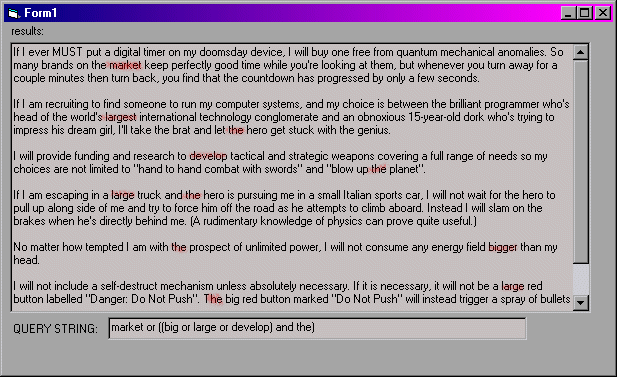 Form1
results:
If I ever MUST put a digital timer on my doomsday device, I will buy one free from quantum mechanical anomalies. So
many brands on the market keep perfectly good time while you're looking at them, but whenever you turn away for a
couple minutes then turn back, you find that the countdown has progressed by only a few seconds.
If I am recruiting to find someone to run my computer systems, and my choice is between the brilliant programmer who's
head of the world's largest international technology conglomerate and an obnoxious 15-year-old dork who's trying to
impress his dream girl, I'll take the brat and let the hero get stuck with the genius.
I will provide funding and research to develop tactical and strategic weapons covering a full range of needs so my
choices are not limited to "hand to hand combat with swords" and "blow up the planet".
If I am escaping in a large truck and the hero is pursuing me in a small Italian sports car, I will not wait for the hero to
pull up along side of me and try to force him off the road as he attempts to climb aboard. Instead I will slam on the
brakes when he's directly behind me. (A rudimentary knowledge of physics can prove quite useful.)
No matter how tempted I am with the prospect of unlimited power, I will not consume any energy field bigger than my
head.
I will not include a self-destruct mechanism unless absolutely necessary. If it is necessary, it will not be a large red
button labelled "Danger: Do Not Push". The big red button marked "Do Not Push" will instead trigger a spray of bullets
QUERY STRING: market or ((big or large or develop) and the)